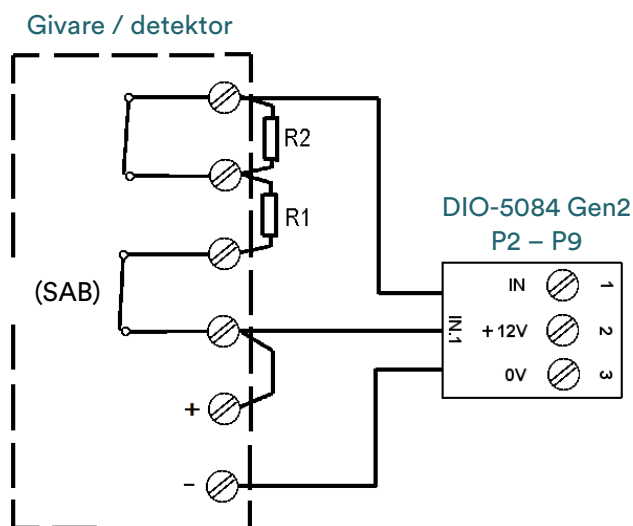 Givare / detektor
R2
R1
DIO-5084 Gen2
P2 – P9
(SAB)
IN 1
IN.1 +12V 2
0V 3
+
-